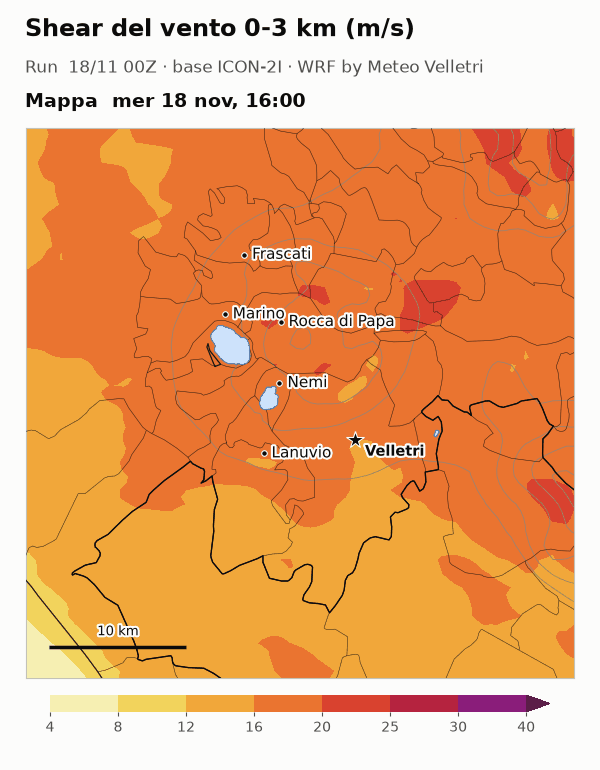 Shear del vento 0-3 km (m/s)
Run  18/11 00Z · base ICON-2I · WRF by Meteo Velletri
Mappa  mer 18 nov, 16:00
Frascati
Marino
Rocca di Papa
Nemi
Velletri
Lanuvio
10 km
4 8 12 16 20 25 30 40